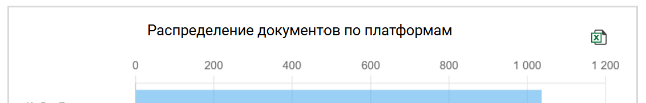 Распределение документов по платформам
0 200 400 600 800 1 000 1 200